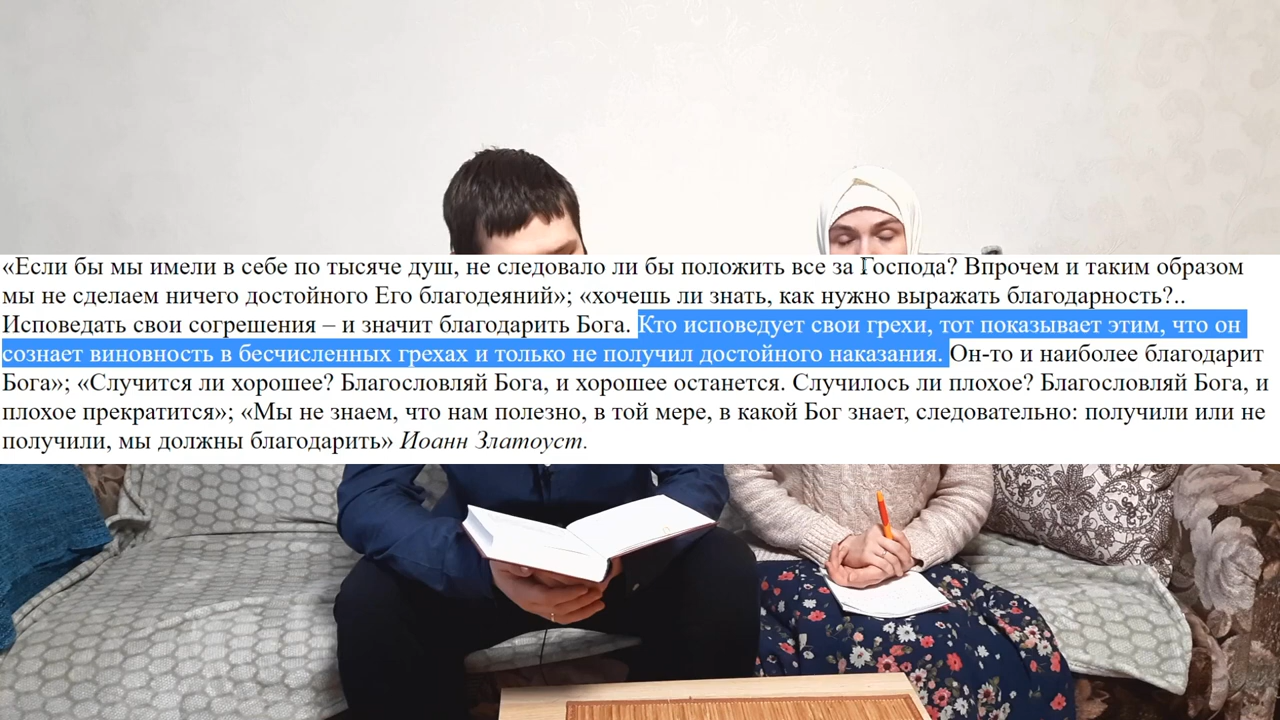 «Если бы мы имели в себе по тысяче душ, не следовало ли бы положить все за Господа? Впрочем и таким образом
мы не сделаем ничего достойного Его благодеяний»; «хочешь ли знать, как нужно выражать благодарность?..
Исповедать свои согрешения – и значит благодарить Бога. Кто исповедует свои грехи, тот показывает этим, что он
сознает виновность в бесчисленных грехах и только не получил достойного наказания. Он-то и наиболее благодарит
Бога»; «Случится ли хорошее? Благословляй Бога, и хорошее останется. Случилось ли плохое? Благословляй Бога, и
плохое прекратится»; «Мы не знаем, что нам полезно, в той мере, в какой Бог знает, следовательно: получили или не
получили, мы должны благодарить» Иоанн Златоуст.